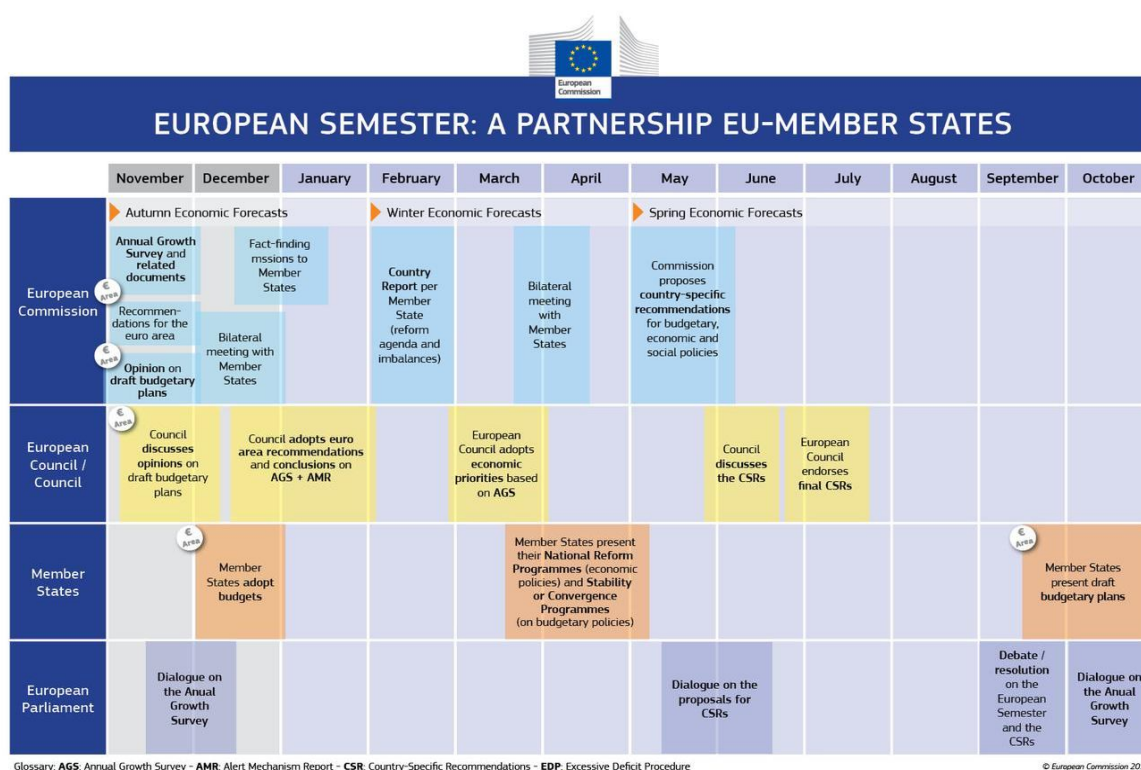 European
Commission
EUROPEAN SEMESTER: A PARTNERSHIP EU-MEMBER STATES
November December January February March April May June July August September October
Autumn Economic Forecasts
Winter Economic Forecasts
Spring Economic Forecasts
European
Commission
Annual Growth
Survey and
related
documents
€
Area
Recommen-
dations for the
euro area
€
Area
Opinion on
draft budgetary
plans
Fact-finding
mssions to
Member
States
Bilateral
meeting with
Member
States
Country
Report per
Member
State
(reform
agenda and
imbalances)
Bilateral
meeting
with
Member
States
Commission
proposes
country-specific
recommendations
for budgetary,
economic and
social policies
European
Council /
Council
€
Area
Council
discusses
opinions on
draft budgetary
plans
Council adopts euro
area recommendations
and conclusions on
AGS + AMR
European
Council adopts
economic
priorities based
on AGS
Council
discusses
the CSRs
European
Council
endorses
final CSRs
Member
States
€
Area
Member
States adopt
budgets
Member States present
their National Reform
Programmes (economic
policies) and Stability
or Convergence
Programmes
(on budgetary policies)
€
Area
Member States
present draft
budgetary plans
European
Parliament
Dialogue on
the Anual
Growth
Survey
Dialogue on the
proposals for
CSRs
Debate /
resolution
on the
European
Semester
and the
CSRs
Dialogue on
the Anual
Growth
Survey
Glossary: AGS: Annual Growth Survey - AMR: Alert Mechanism Report - CSR: Country-Specific Recommendations - EDP: Excessive Deficit Procedure
© European Commission